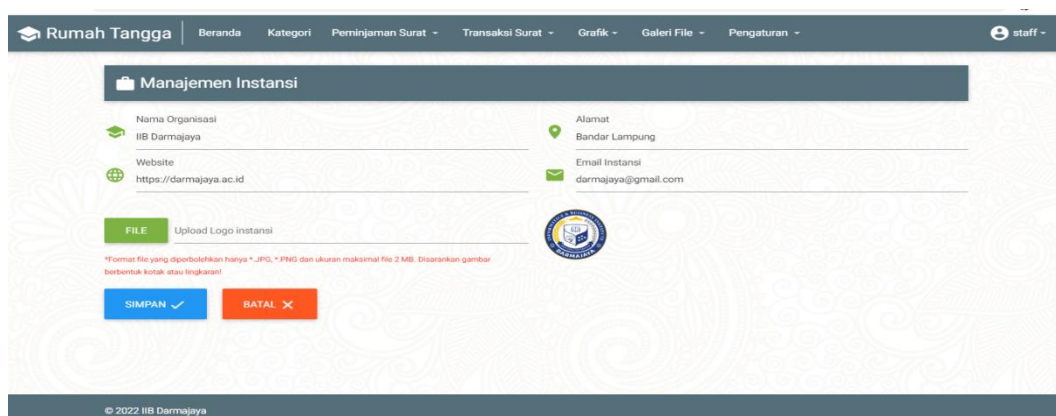 Rumah Tangga Beranda Kategori Peminjaman Surat Transaksi Surat Grafik Galeri File Pengaturan staff
Manajemen Instansi
Nama Organisasi
IIB Darmajaya
Alamat
Bandar Lampung
Website
https://darmajaya.ac.id
Email Instansi
darmajaya@gmail.com
FILE Upload Logo instansi
DARMAJAYA
*Format file yang diperbolehkan hanya *.JPG, *.PNG dan ukuran maksimal file 2 MB. Disarankan gambar
berbentuk kotak atau lingkaran!
SIMPAN BATAL
© 2022 IIB Darmajaya